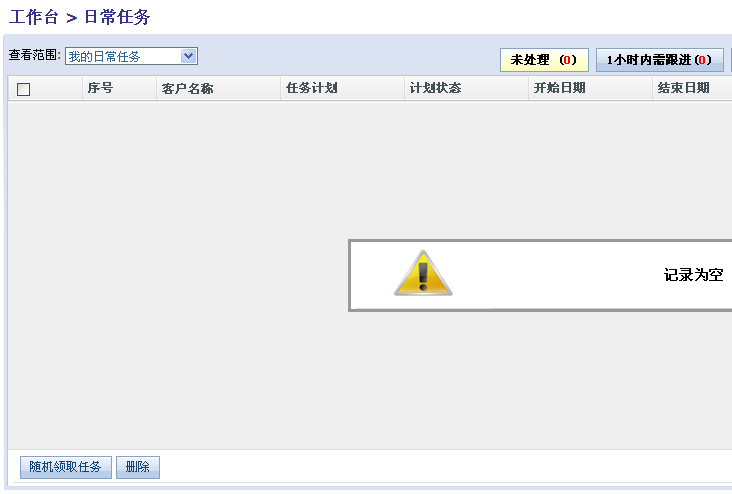 工作台 > 日常任务
查看范围: 我的日常任务
未处理 (0) 1小时内需跟进(0)
序号 客户名称 任务计划 计划状态 开始日期 结束日期
记录为空
随机领取任务 删除